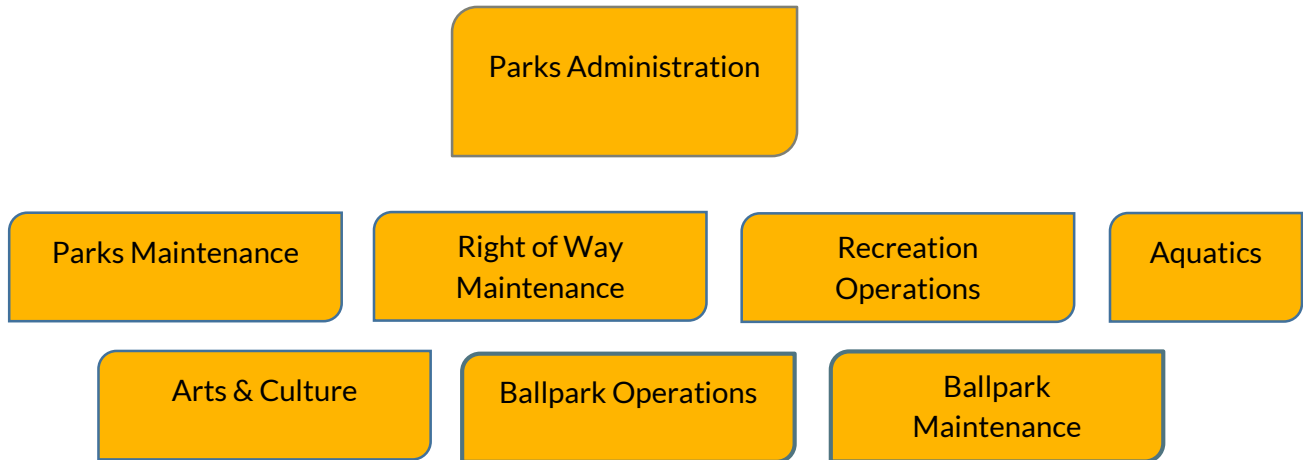 Parks Administration
Parks Maintenance
Right of Way
Maintenance
Recreation
Operations
Aquatics
Arts & Culture
Ballpark Operations
Ballpark
Maintenance